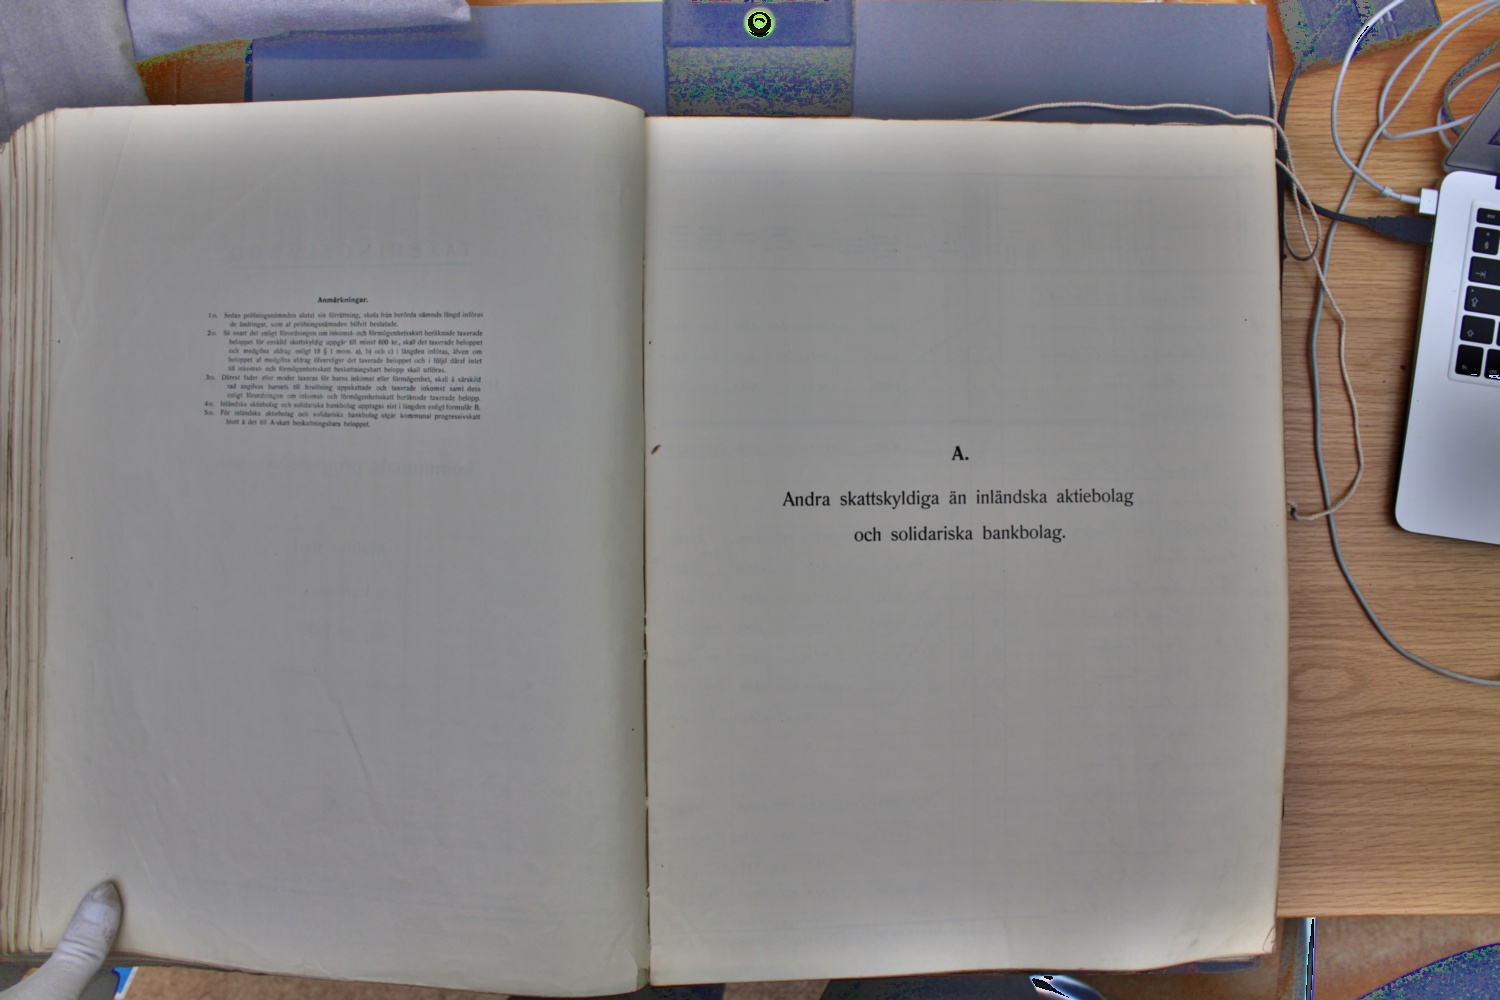 Anmärkningar.
1:o. Sedan pröfningsnämnden slutat sin förrättning, skola från berörda nämnds längd införas
de ändringar, som af pröfningsnämnden blifvit beslutade.
2:o. Så snart det enligt förordningen om inkomst- och förmögenhetsskatt beräknade taxerade
beloppet för enskild skattskyldig uppgår till minst 600 kr., skall det taxerade beloppet
och medgifna afdrag enligt 18 § 1 mom. a), b) och c) i längden införas, äfven om
beloppet af medgifna afdrag öfverstiger det taxerade beloppet och i följd däraf intet
till inkomst- och förmögenhetsskatt beskattningsbart belopp skall utföras.
3:o. Därest fader eller moder taxeras för barns inkomst eller förmögenhet, skall å särskild
rad angifvas barnets till bevillning uppskattade och taxerade inkomst samt dess
enligt förordningen om inkomst- och förmögenhetsskatt beräknade taxerade belopp.
4:o. Inländska aktiebolag och solidariska bankbolag upptagas sist i längden enligt formulär B.
5:o. För inländska aktiebolag och solidariska bankbolag utgår kommunal progressivskatt
blott å det till A-skatt beskattningsbara beloppet.
A.
Andra skattskyldiga än inländska aktiebolag
och solidariska bankbolag.